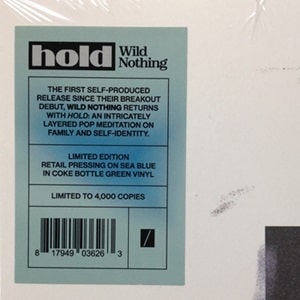 hold Wild
Nothing
THE FIRST SELF-PRODUCED
RELEASE SINCE THEIR BREAKOUT
DEBUT, WILD NOTHING RETURNS
WITH HOLD: AN INTRICATELY
LAYERED POP MEDITATION ON
FAMILY AND SELF-IDENTITY.
LIMITED EDITION
RETAIL PRESSING ON SEA BLUE
IN COKE BOTTLE GREEN VINYL
LIMITED TO 4,000 COPIES
8 17949 03626 3